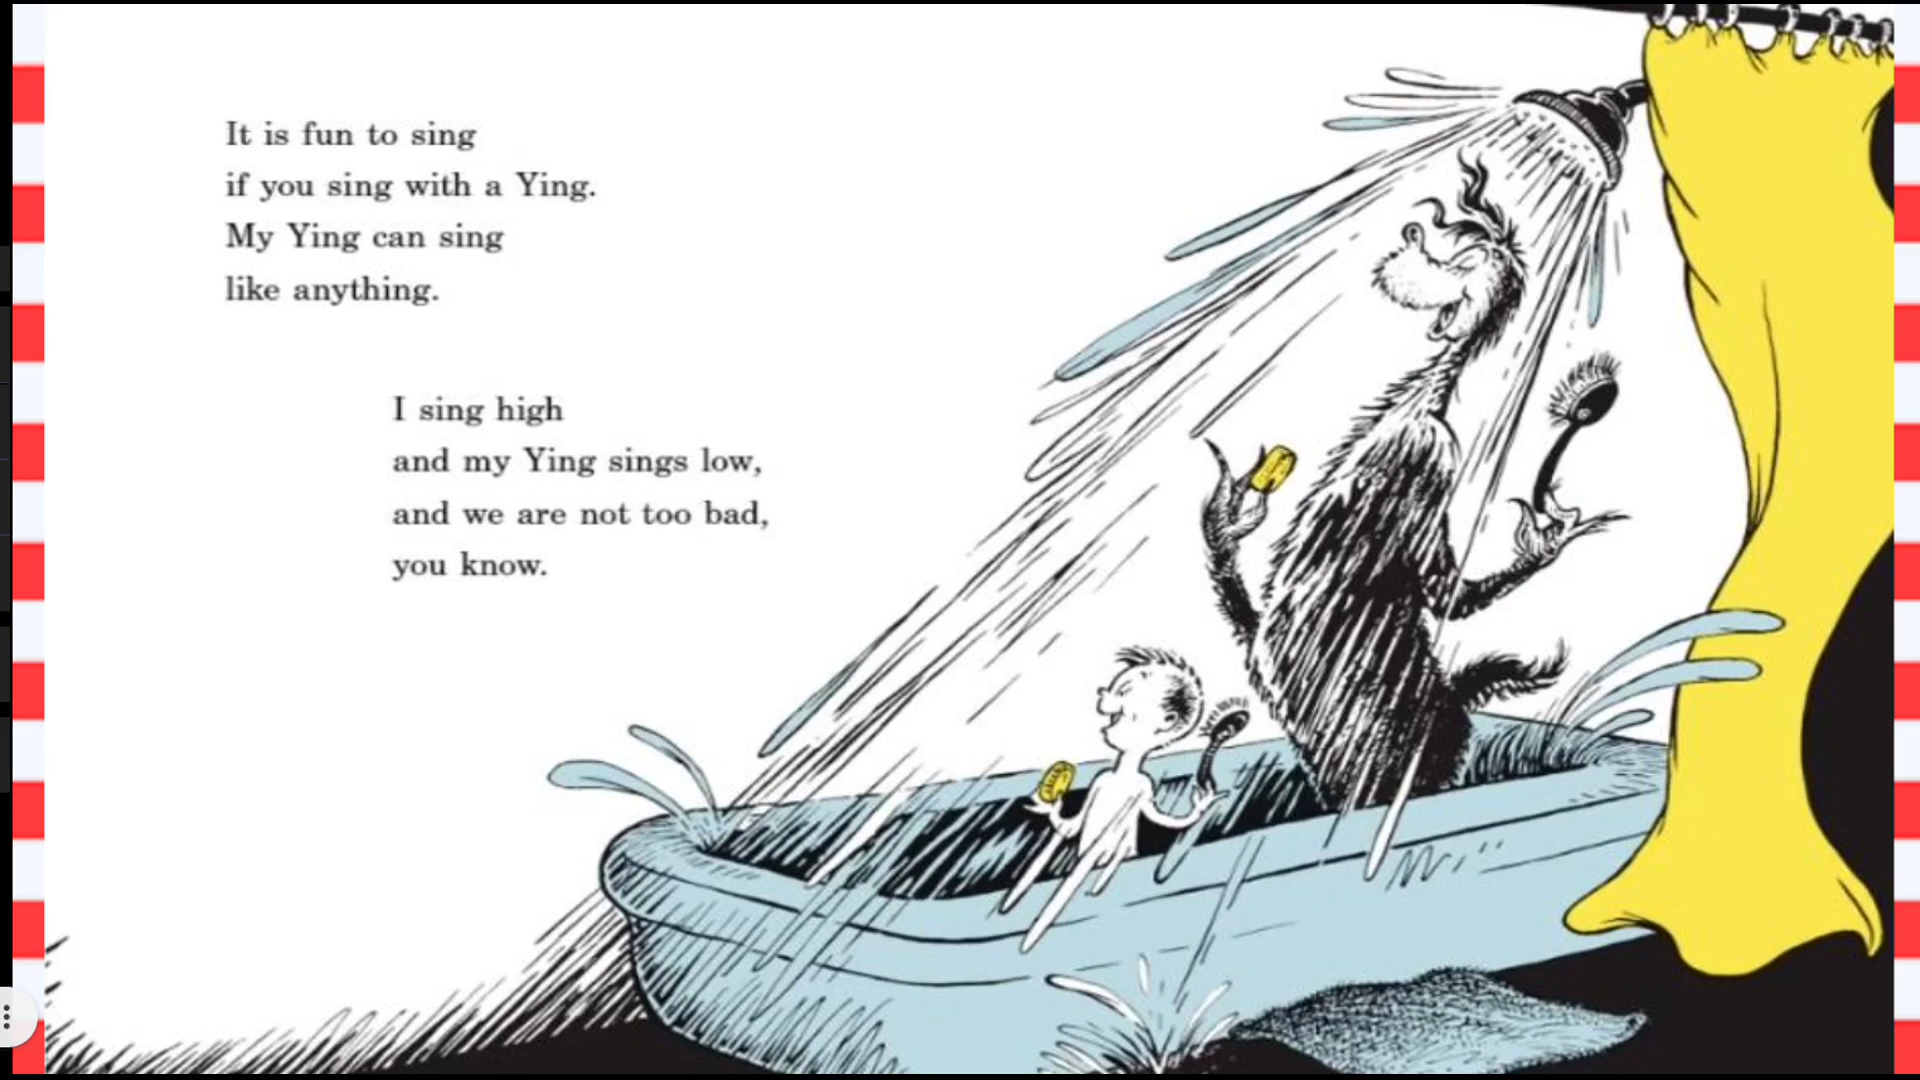 It is fun to sing
if you sing with a Ying.
My Ying can sing
like anything.
I sing high
and my Ying sings low,
and we are not too bad,
you know.